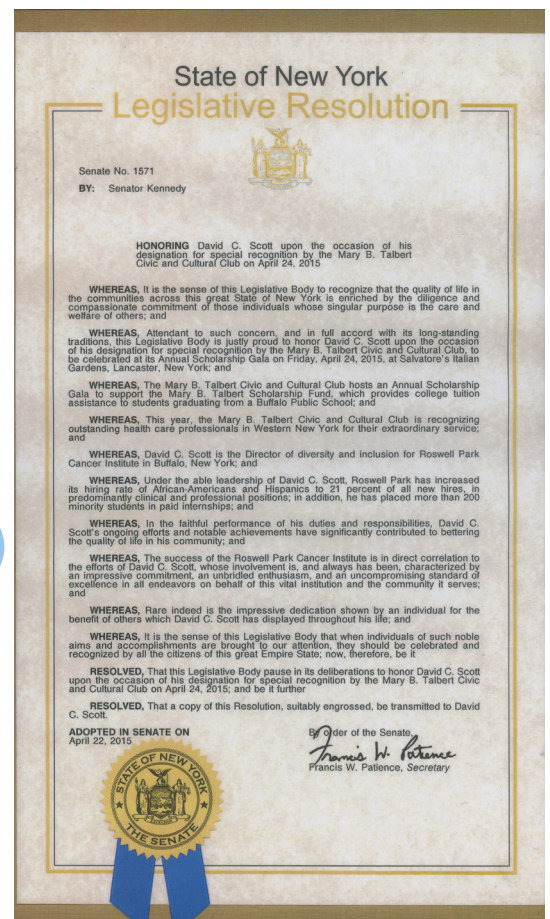 State of New York
Legislative Resolution
Senate No. 1571
BY: Senator Kennedy
HONORING David C. Scott upon the occasion of his
designation for special recognition by the Mary B. Talbert
Civic and Cultural Club on April 24, 2015
WHEREAS, It is the sense of this Legislative Body to recognize that the quality of life in
the communities across this great State of New York is enriched by the diligence and
compassionate commitment of those individuals whose singular purpose is the care and
welfare of others; and
WHEREAS, Attendant to such concern, and in full accord with its long-standing
traditions, this Legislative Body is justly proud to honor David C. Scott upon the occasion
of his designation for special recognition by the Mary B. Talbert Civic and Cultural Club, to
be celebrated at its Annual Scholarship Gala on Friday, April 24, 2015, at Salvatore's Italian
Gardens, Lancaster, New York; and
WHEREAS, The Mary B. Talbert Civic and Cultural Club hosts an Annual Scholarship
Gala to support the Mary B. Talbert Scholarship Fund, which provides college tuition
assistance to students graduating from a Buffalo Public School; and
WHEREAS, This year, the Mary B. Talbert Civic and Cultural Club is recognizing
outstanding health care professionals in Western New York for their extraordinary service;
and
WHEREAS, David C. Scott is the Director of diversity and inclusion for Roswell Park
Cancer Institute in Buffalo, New York; and
WHEREAS, Under the able leadership of David C. Scott, Roswell Park has increased
its hiring rate of African-Americans and Hispanics to 21 percent of all new hires, in
predominantly clinical and professional positions; in addition, he has placed more than 200
minority students in paid internships; and
WHEREAS, In the faithful performance of his duties and responsibilities, David C.
Scott's ongoing efforts and notable achievements have significantly contributed to bettering
the quality of life in his community; and
WHEREAS, The success of the Roswell Park Cancer Institute is in direct correlation to
the efforts of David C. Scott, whose involvement is, and always has been, characterized by
an impressive commitment, an unbridled enthusiasm, and an uncompromising standard of
excellence in all endeavors on behalf of this vital institution and the community it serves;
and
WHEREAS, Rare indeed is the impressive dedication shown by an individual for the
benefit of others which David C. Scott has displayed throughout his life; and
WHEREAS, It is the sense of this Legislative Body that when individuals of such noble
aims and accomplishments are brought to our attention, they should be celebrated and
recognized by all the citizens of this great Empire State; now, therefore, be it
RESOLVED, That this Legislative Body pause in its deliberations to honor David C. Scott
upon the occasion of his designation for special recognition by the Mary B. Talbert Civic
and Cultural Club on April 24, 2015; and be it further
RESOLVED, That a copy of this Resolution, suitably engrossed, be transmitted to David
C. Scott.
ADOPTED IN SENATE ON
April 22, 2015
By order of the Senate,
Francis W. Patience
Francis W. Patience, Secretary
STATE OF NEW YORK
THE SENATE